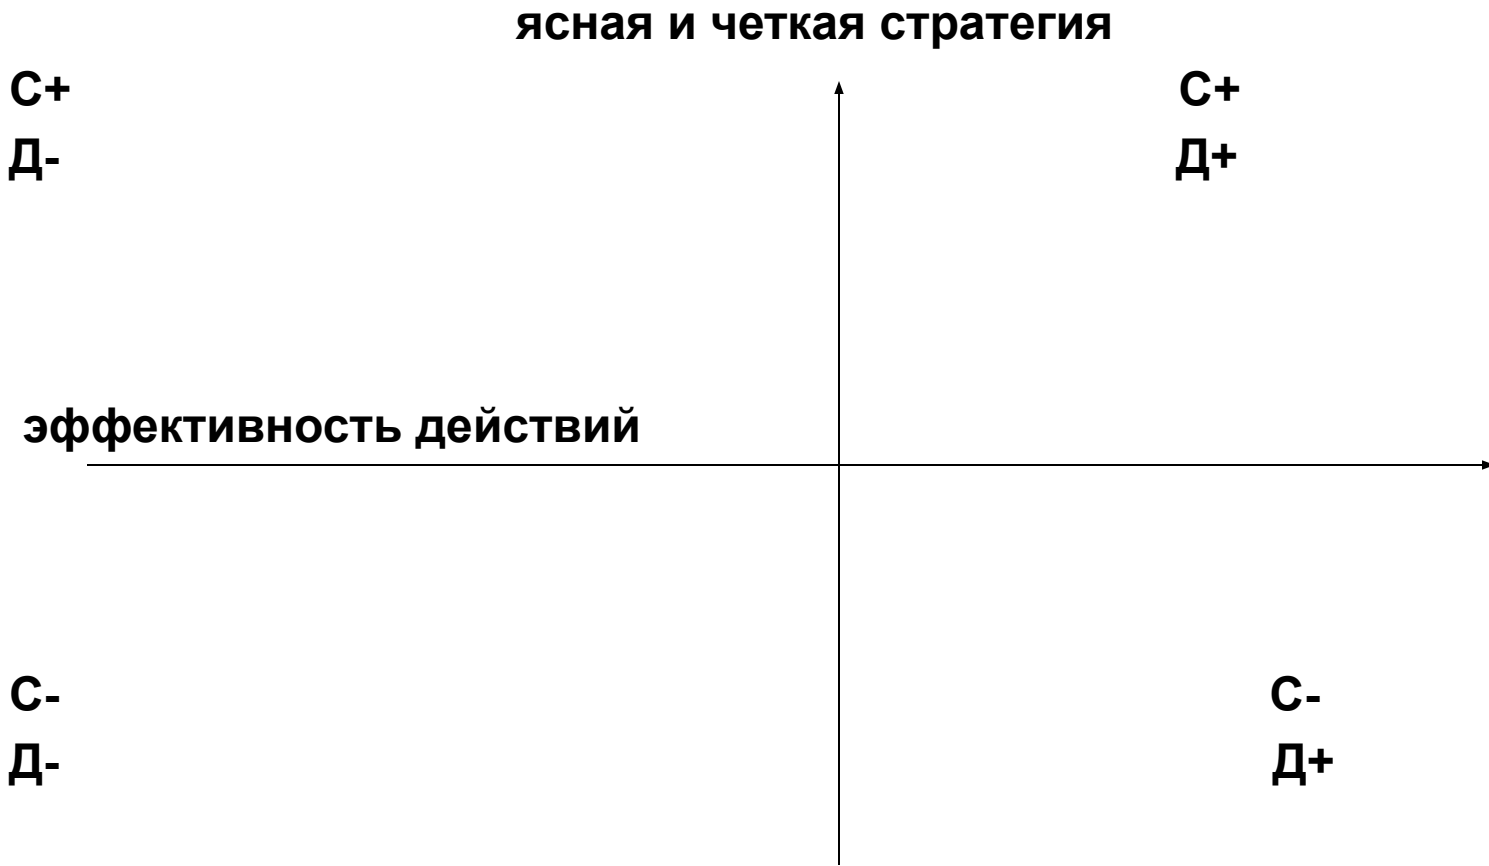 ясная и четкая стратегия
С+ С+
Д- Д+
эффективность действий
С- С-
Д- Д+